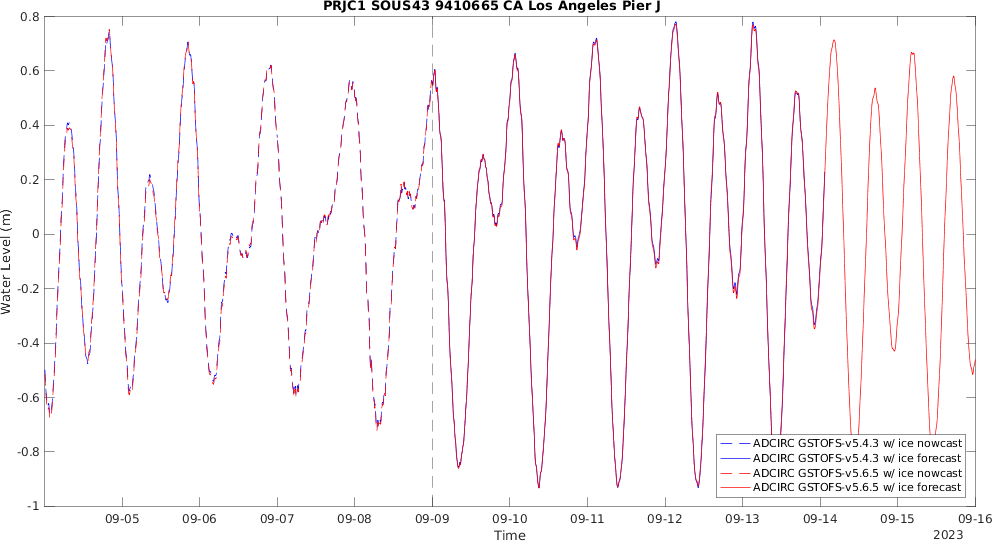 PRJC1 SOUS43 9410665 CA Los Angeles Pier J
0.8
0.6
0.4
0.2
0
-0.2
-0.4
-0.6
-0.8
-1
Water Level (m)
ADCIRC GSTOFS-v5.4.3 w/ ice nowcast
ADCIRC GSTOFS-v5.4.3 w/ ice forecast
ADCIRC GSTOFS-v5.6.5 w/ ice nowcast
ADCIRC GSTOFS-v5.6.5 w/ ice forecast
09-05 09-06 09-07 09-08 09-09 09-10 09-11 09-12 09-13 09-14 09-15 09-16
Time
2023